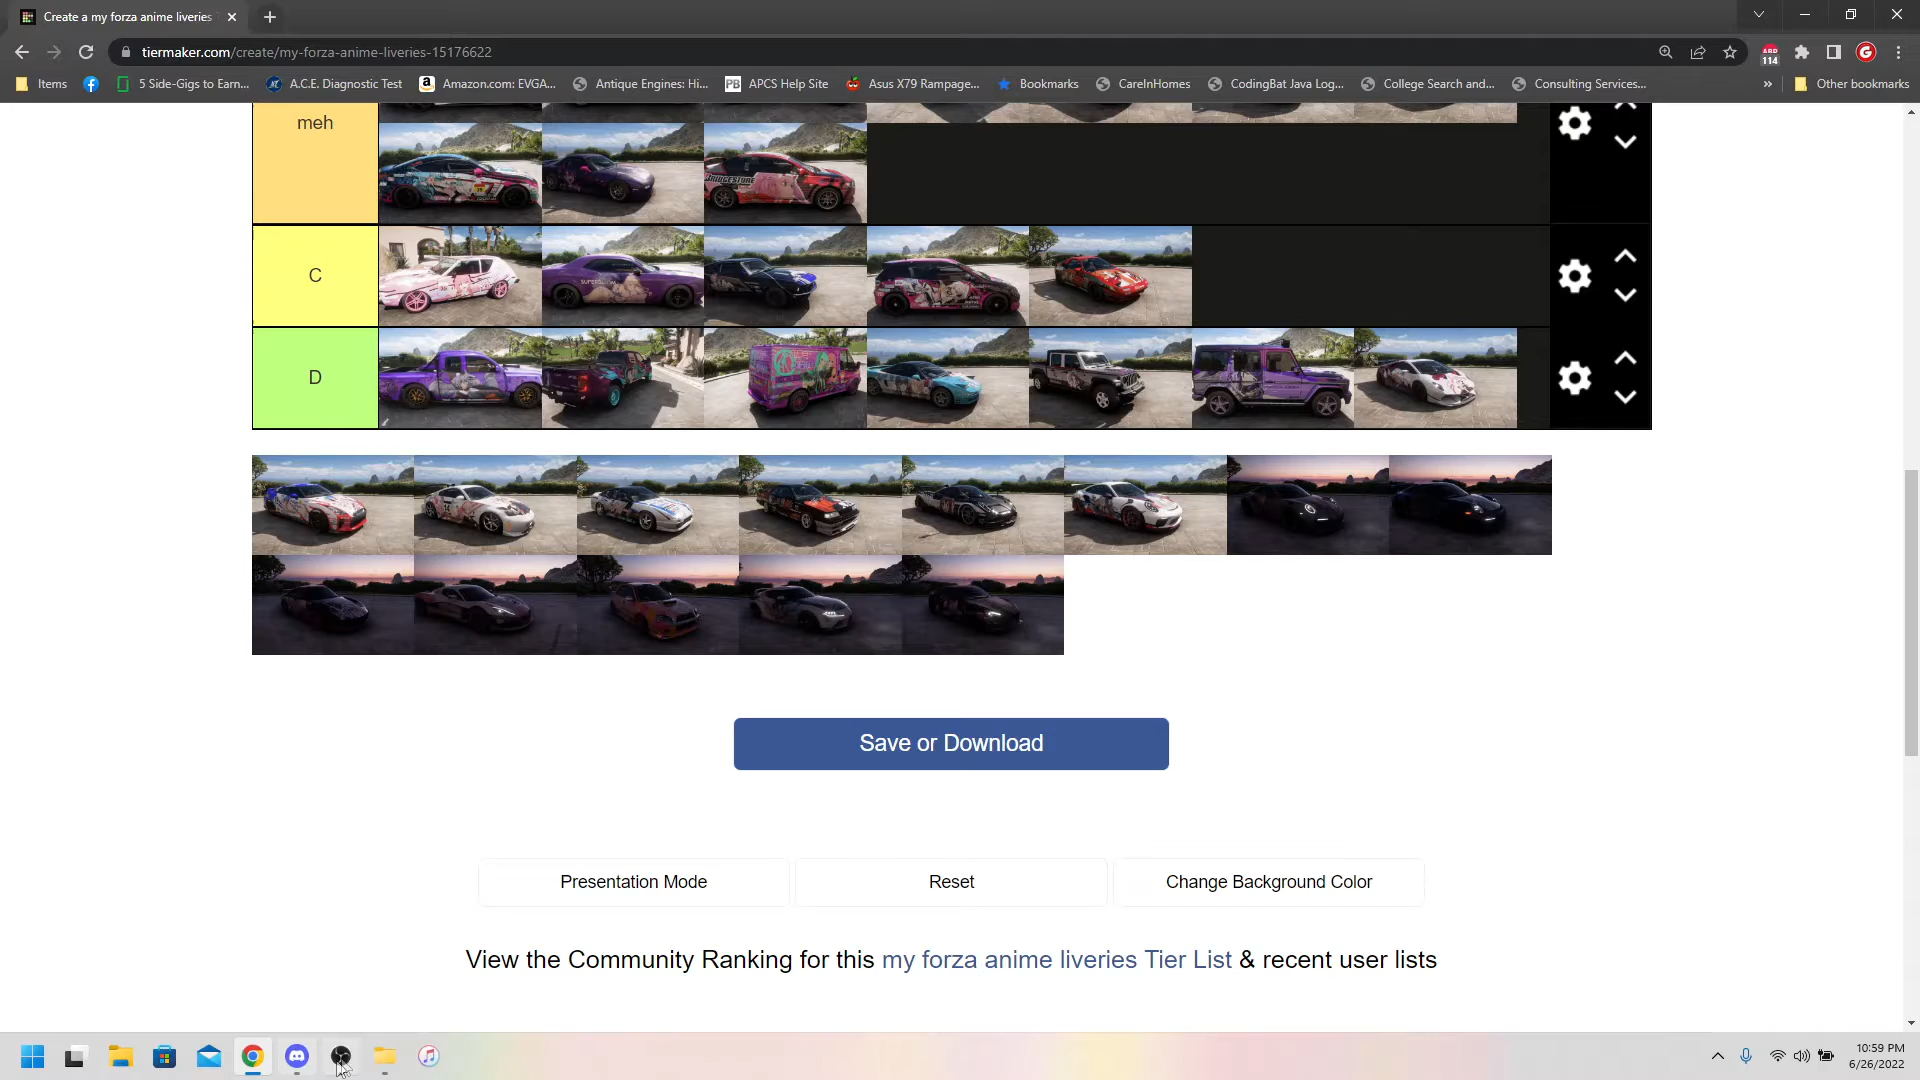 Create a my forza anime liveries
tiermaker.com/create/my-forza-anime-liveries-15176622
ABD
114
G
Items
5 Side-Gigs to Earn...
A.C.E. Diagnostic Test
Amazon.com: EVGA...
Antique Engines: Hi...
PB APCS Help Site
Asus X79 Rampage...
Bookmarks
CareInHomes
CodingBat Java Log...
College Search and...
Consulting Services...
»
Other bookmarks
meh
BRIDGESTONE
C
D
Save or Download
Presentation Mode
Reset
Change Background Color
View the Community Ranking for this my forza anime liveries Tier List & recent user lists
10:59 PM
6/26/2022